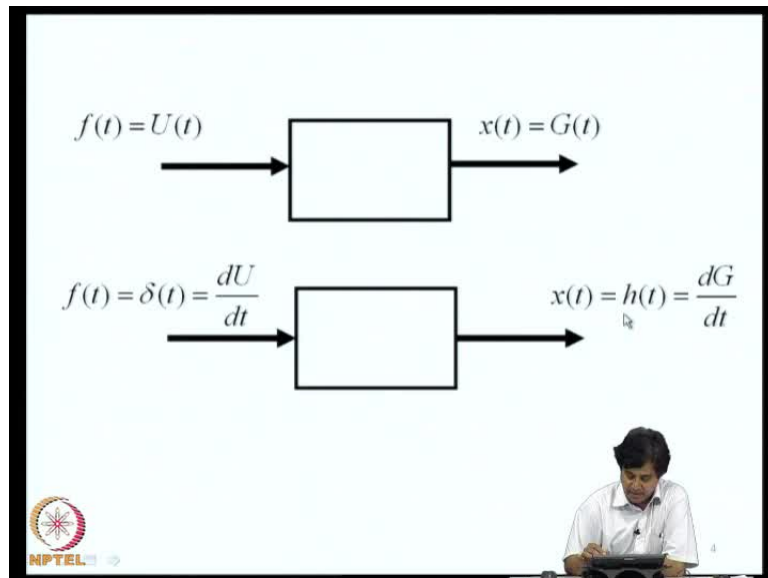 f(t) = U(t)
x(t) = G(t)
f(t) = δ(t) = dU/dt
x(t) = h(t) = dG/dt
NPTEL
4